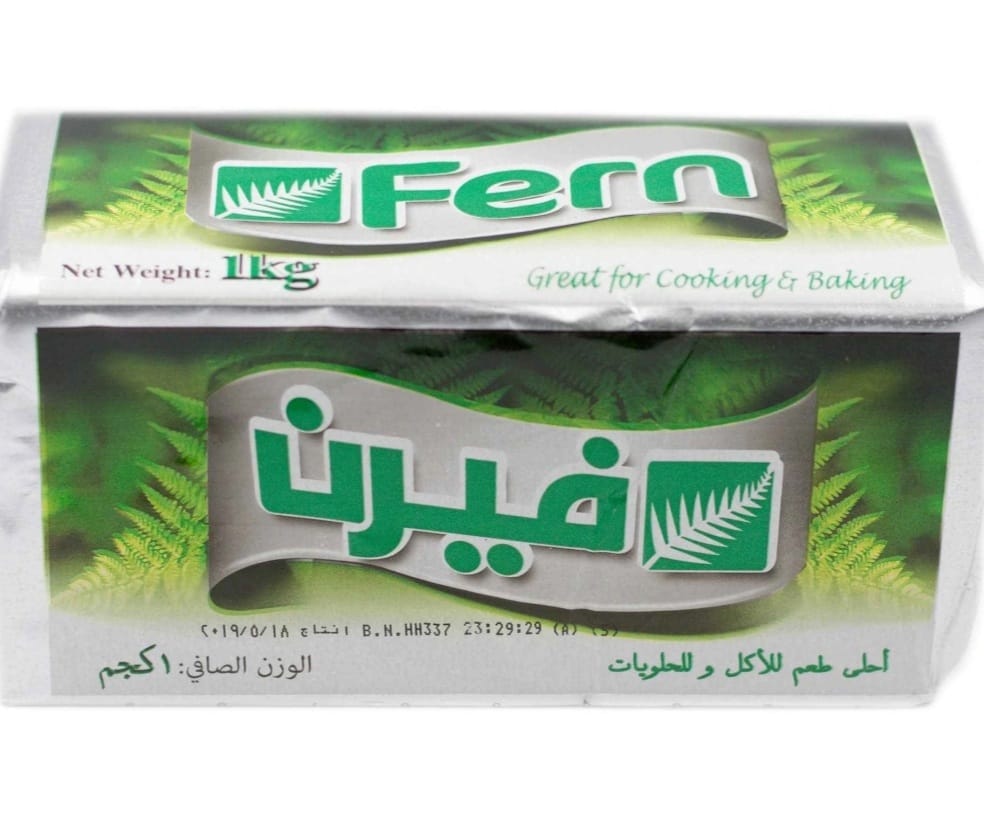 Fern
Net Weight: 1kg
Great for Cooking & Baking
فيرن
٢٠١٩/٥/١٨ انتاج B.N.HH337 23:29:29 (A) (S)
أحلى طعم للأكل و للحلويات
الوزن الصافي: ١كجم